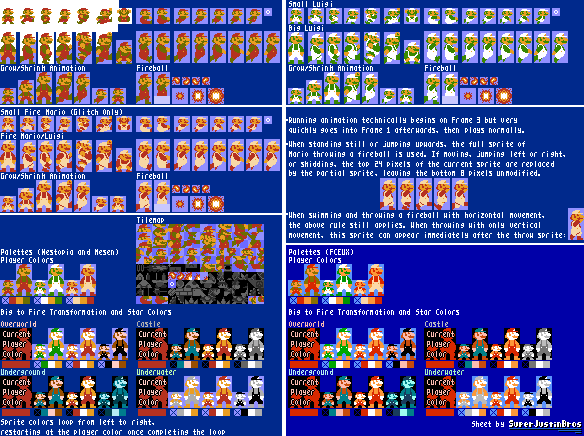 Grow/Shrink Animation
Fireball
Small Fire Mario (Glitch Only)
Fire Mario/Luigi
Grow/Shrink Animation
Fireball
Tilemap
Palettes (Nestopia and Mesen)
Player Colors
Big to Fire Transformation and Star Colors
Overworld
Castle
Current
Player
Color
Current
Player
Color
Underground
Underwater
Current
Player
Color
Current
Player
Color
Sprite colors loop from left to right,
restarting at the player color once completing the loop
Small Luigi
Big Luigi
Grow/Shrink Animation
Fireball
Running animation technically begins on Frame 3 but very
quickly goes into Frame 1 afterwards, then plays normally.
When standing still or jumping upwards, the full sprite of
Mario throwing a fireball is used. If moving, jumping left or right,
or skidding, the top 24 pixels of the current sprite are replaced
by the partial sprite, leaving the bottom 8 pixels unmodified.
When swimming and throwing a fireball with horizontal movement,
the above rule still applies. When throwing with only vertical
movement, this sprite can appear immediately after the throw sprite:
Palettes (FCEUX)
Player Colors
Big to Fire Transformation and Star Colors
Overworld
Castle
Current
Player
Color
Current
Player
Color
Underground
Underwater
Current
Player
Color
Current
Player
Color
Sheet by SuperJustinBros